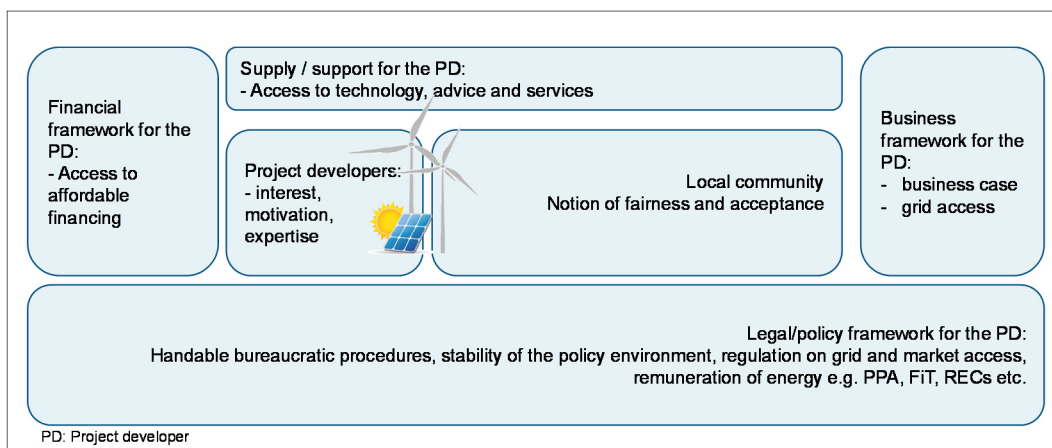 Financial
framework for the
PD:
- Access to
affordable
financing
Supply / support for the PD:
- Access to technology, advice and services
Project developers:
- interest,
motivation,
expertise
Local community
Notion of fairness and acceptance
Business
framework for the
PD:
- business case
- grid access
Legal/policy framework for the PD:
Handable bureaucratic procedures, stability of the policy environment, regulation on grid and market access,
remuneration of energy e.g. PPA, FiT, RECs etc.
PD: Project developer